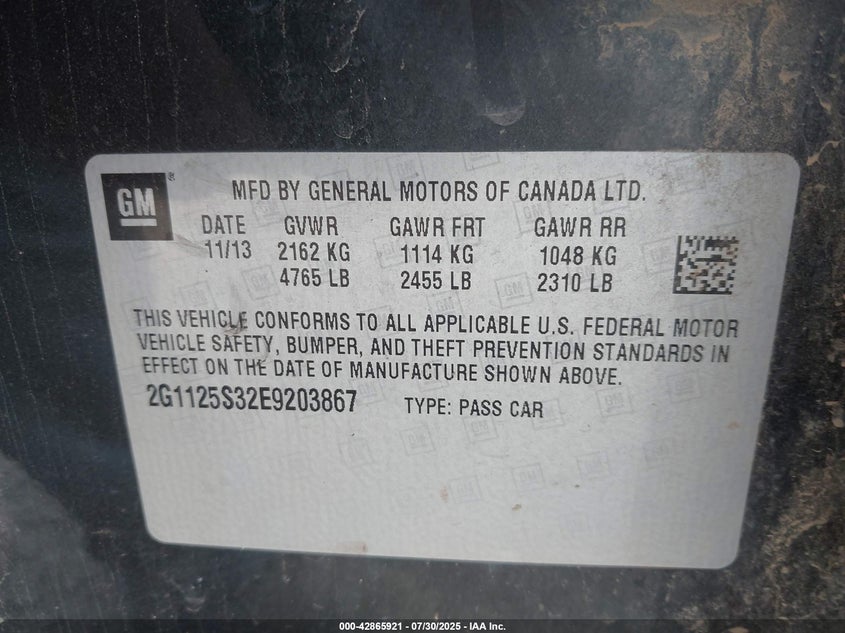 GM®
MFD BY GENERAL MOTORS OF CANADA LTD.
DATE GVWR GAWR FRT GAWR RR
11/13 2162 KG 1114 KG 1048 KG
4765 LB 2455 LB 2310 LB
THIS VEHICLE CONFORMS TO ALL APPLICABLE U.S. FEDERAL MOTOR
VEHICLE SAFETY, BUMPER, AND THEFT PREVENTION STANDARDS IN
EFFECT ON THE DATE OF MANUFACTURE SHOWN ABOVE.
2G1125S32E9203867 TYPE: PASS CAR
000-42865921 | 07/30/2025 - IAA Inc.